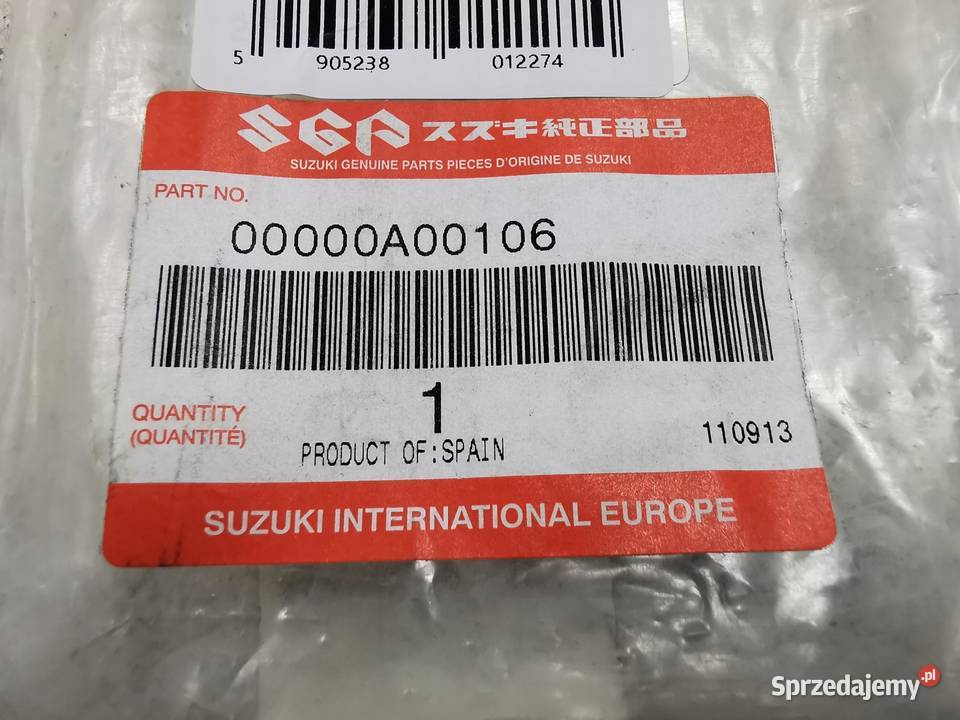 5 905238 012274
SGP スズキ純正部品
SUZUKI GENUINE PARTS PIECES D'ORIGINE DE SUZUKI
PART NO.
00000A00106
1
QUANTITY
(QUANTITÉ)
PRODUCT OF:SPAIN
110913
SUZUKI INTERNATIONAL EUROPE
Sprzedajemy.pl